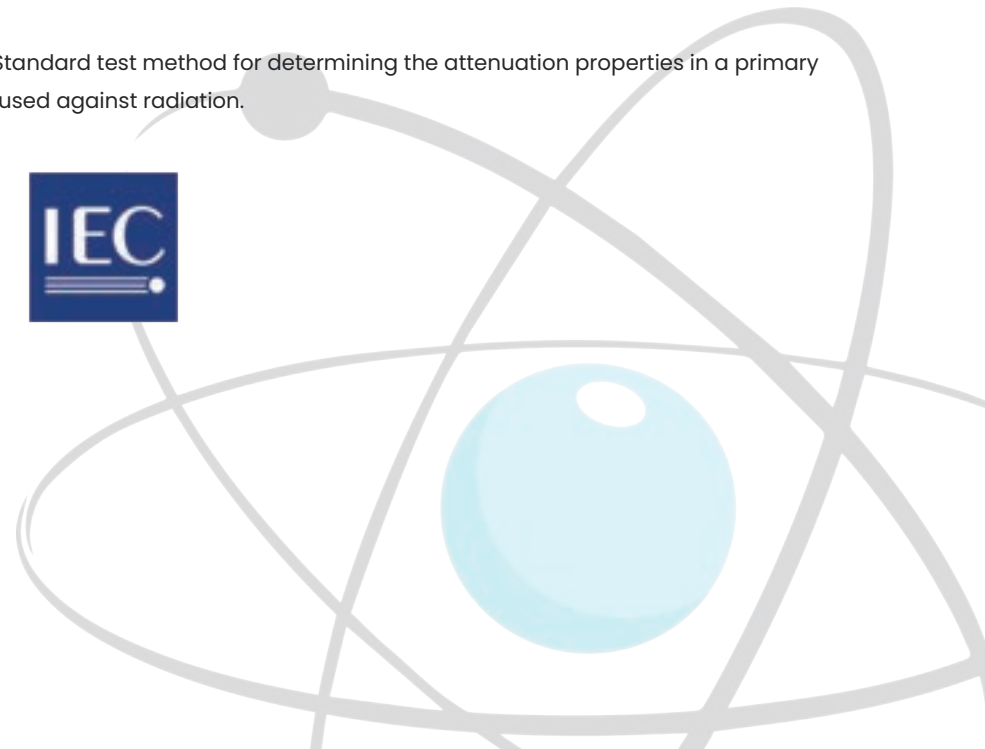 Standard test method for determining the attenuation properties in a primary
used against radiation.
IEC